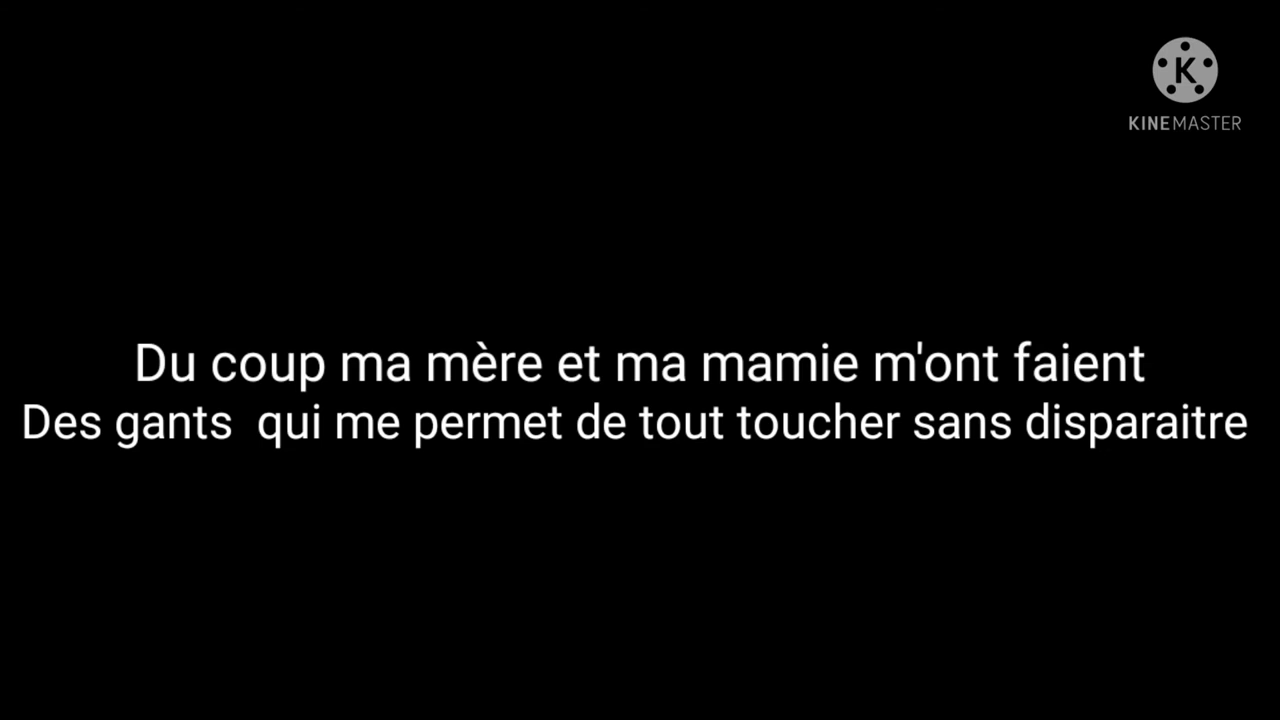 K
KINEMASTER
Du coup ma mère et ma mamie m'ont faient
Des gants qui me permet de tout toucher sans disparaitre